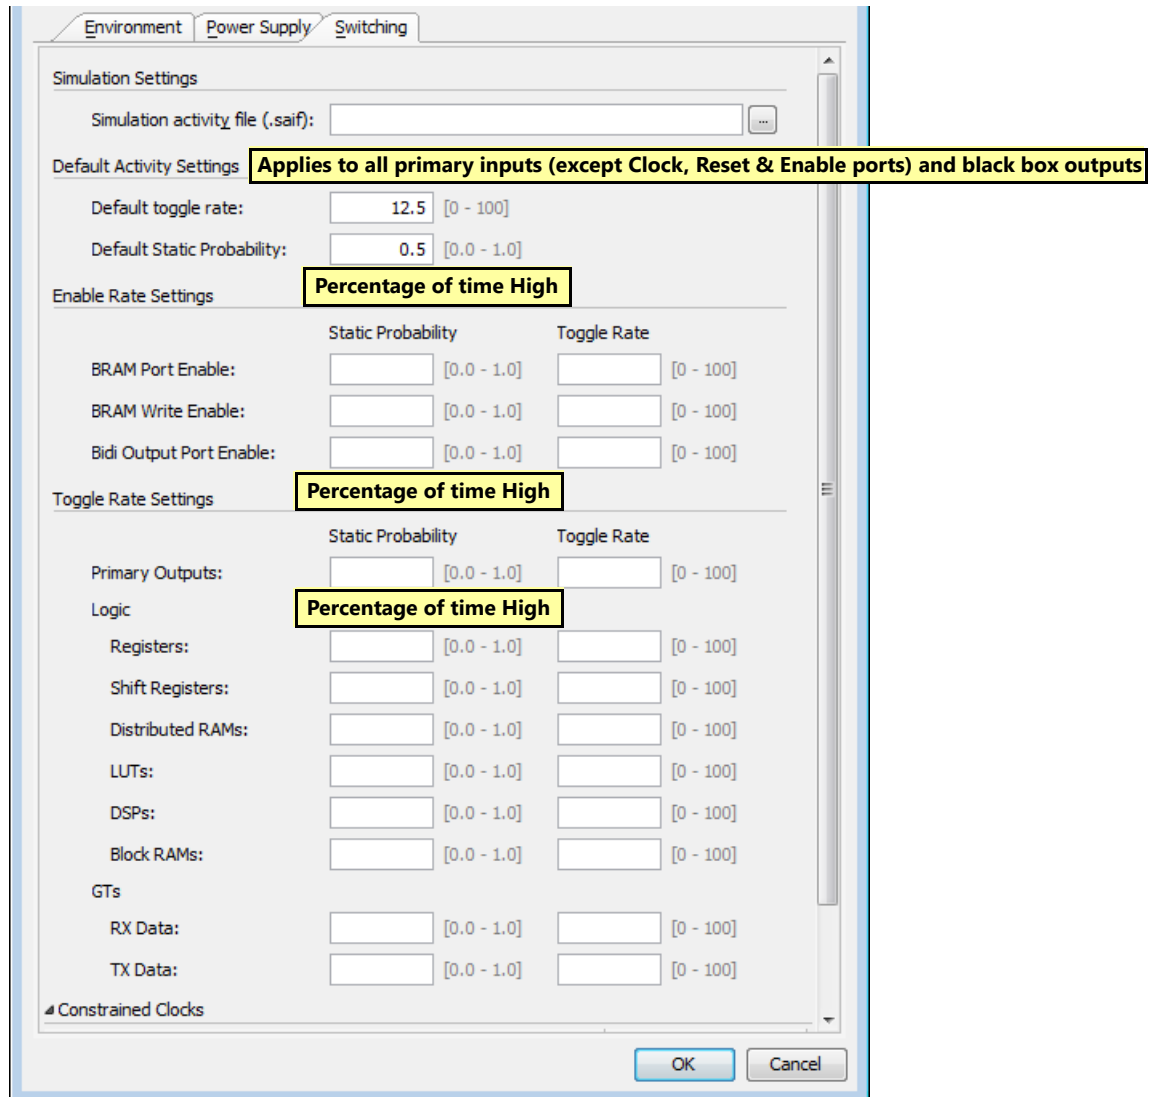 Environment Power Supply Switching
Simulation Settings
Simulation activity file (.saif): ...
Default Activity Settings Applies to all primary inputs (except Clock, Reset & Enable ports) and black box outputs
Default toggle rate: 12.5 [0 - 100]
Default Static Probability: 0.5 [0.0 - 1.0]
Percentage of time High
Enable Rate Settings
Static Probability Toggle Rate
BRAM Port Enable: [0.0 - 1.0] [0 - 100]
BRAM Write Enable: [0.0 - 1.0] [0 - 100]
Bidi Output Port Enable: [0.0 - 1.0] [0 - 100]
Percentage of time High
Toggle Rate Settings
Static Probability Toggle Rate
Primary Outputs: [0.0 - 1.0] [0 - 100]
Logic Percentage of time High
Registers: [0.0 - 1.0] [0 - 100]
Shift Registers: [0.0 - 1.0] [0 - 100]
Distributed RAMs: [0.0 - 1.0] [0 - 100]
LUTs: [0.0 - 1.0] [0 - 100]
DSPs: [0.0 - 1.0] [0 - 100]
Block RAMs: [0.0 - 1.0] [0 - 100]
GTs
RX Data: [0.0 - 1.0] [0 - 100]
TX Data: [0.0 - 1.0] [0 - 100]
Constrained Clocks
OK Cancel